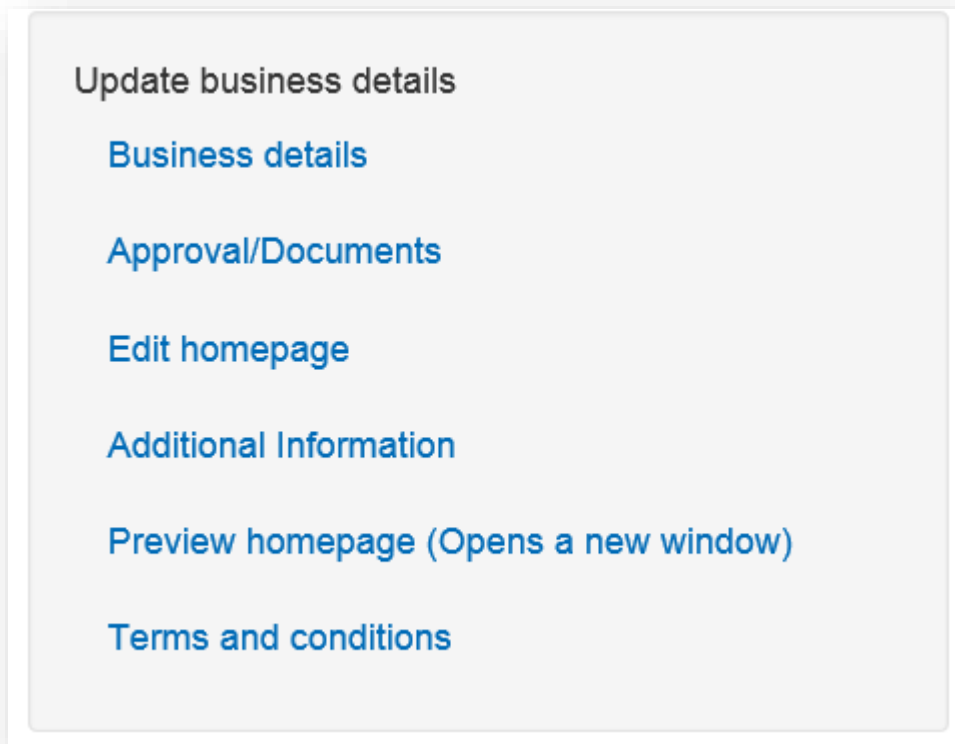 Update business details
Business details
Approval/Documents
Edit homepage
Additional Information
Preview homepage (Opens a new window)
Terms and conditions